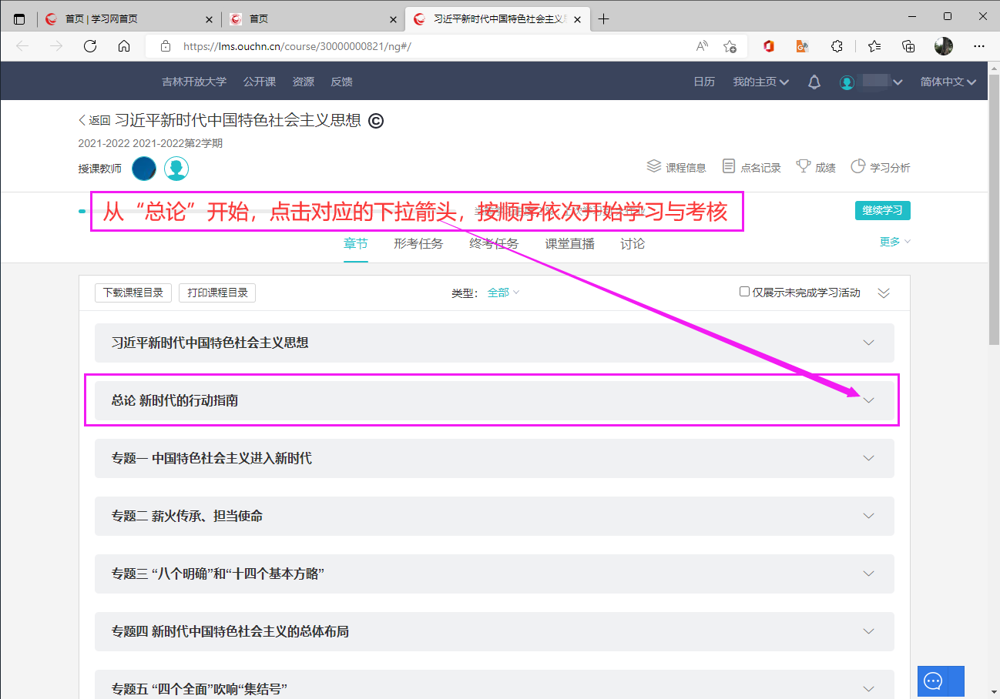 首页 | 学习网首页
首页
习近平新时代中国特色社会主义思
https://lms.ouchn.cn/course/30000000821/ng#/
吉林开放大学 公开课 资源 反馈 日历 我的主页 简体中文
返回 习近平新时代中国特色社会主义思想 ©
2021-2022 2021-2022第2学期
授课教师 课程信息 点名记录 成绩 学习分析
从“总论”开始，点击对应的下拉箭头，按顺序依次开始学习与考核
继续学习
章节 形考任务 终考任务 课堂直播 讨论 更多
下载课程目录 打印课程目录 类型： 全部 仅展示未完成学习活动
习近平新时代中国特色社会主义思想
总论 新时代的行动指南
专题一 中国特色社会主义进入新时代
专题二 薪火传承、担当使命
专题三 “八个明确”和“十四个基本方略”
专题四 新时代中国特色社会主义的总体布局
专题五 “四个全面”吹响“集结号”